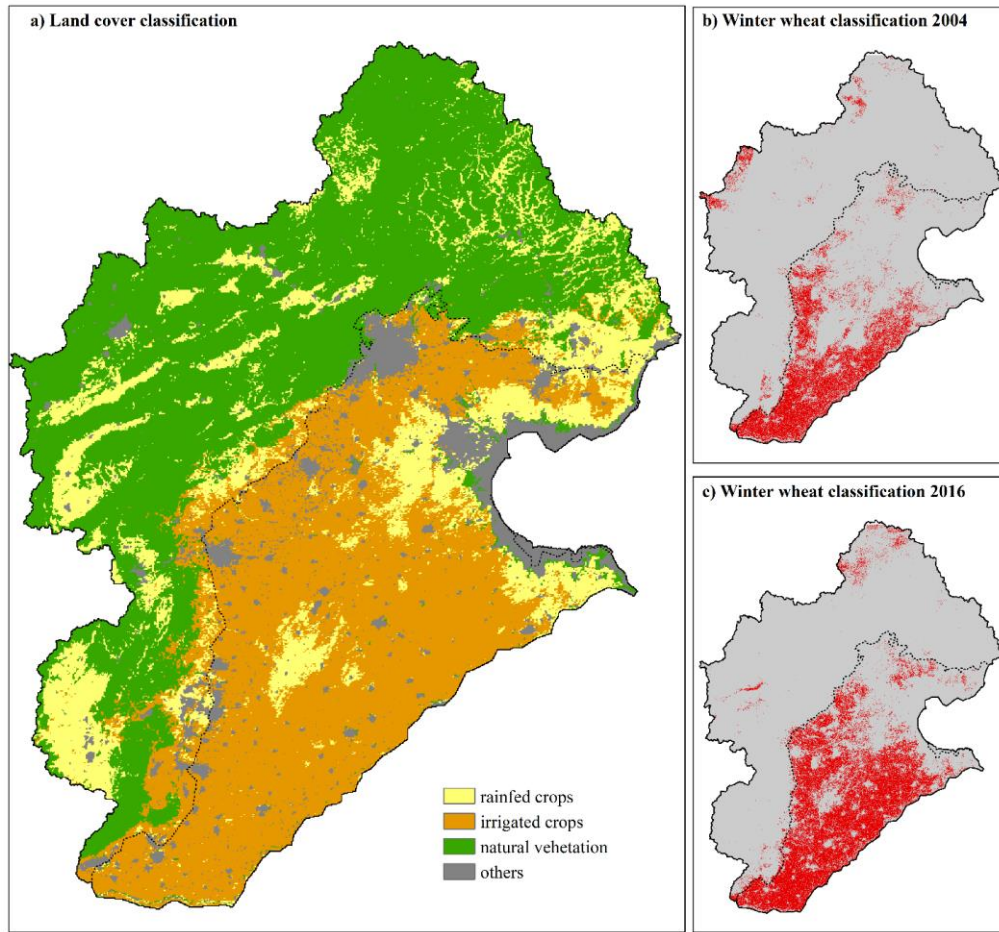 a) Land cover classification
rainfed crops
irrigated crops
natural vehetation
others
b) Winter wheat classification 2004
c) Winter wheat classification 2016